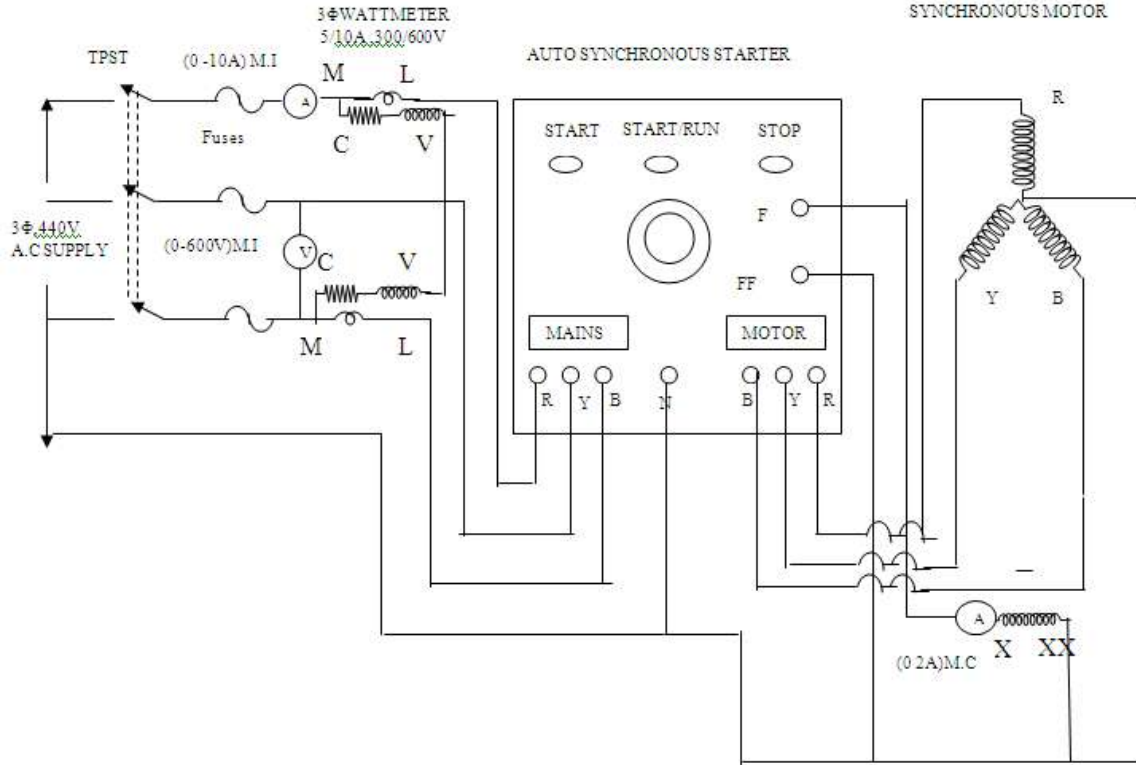 SYNCHRONOUS MOTOR
3ΦWATTMETER
5/10A ,300/600V
TPST
(0 -10A) M.I
AUTO SYNCHRONOUS STARTER
M
L
R
A
Fuses
C
V
START
START/RUN
STOP
F
3Φ,440V
A.C SUPPLY
(0-600V)M.I
V
C
V
FF
Y
B
M
L
MAINS
MOTOR
R
Y
B
N
B
Y
R
A
X
XX
(0 2A)M.C